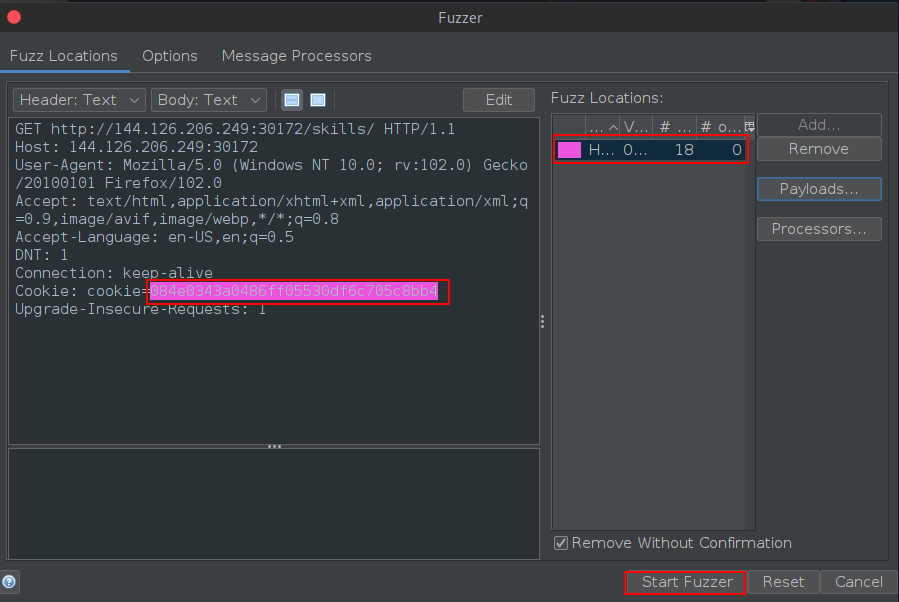 Fuzzer
Fuzz Locations Options Message Processors
Header: Text Body: Text Edit
GET http://144.126.206.249:30172/skills/ HTTP/1.1
Host: 144.126.206.249:30172
User-Agent: Mozilla/5.0 (Windows NT 10.0; rv:102.0) Gecko
/20100101 Firefox/102.0
Accept: text/html,application/xhtml+xml,application/xml;q
=0.9,image/avif,image/webp,*/*;q=0.8
Accept-Language: en-US,en;q=0.5
DNT: 1
Connection: keep-alive
Cookie: cookie=084e0343a0486ff05530df6c705c8bb4
Upgrade-Insecure-Requests: 1
Fuzz Locations:
... V... # ... # o...
H... 0... 18 0
Add...
Remove
Payloads...
Processors...
Remove Without Confirmation
Start Fuzzer Reset Cancel